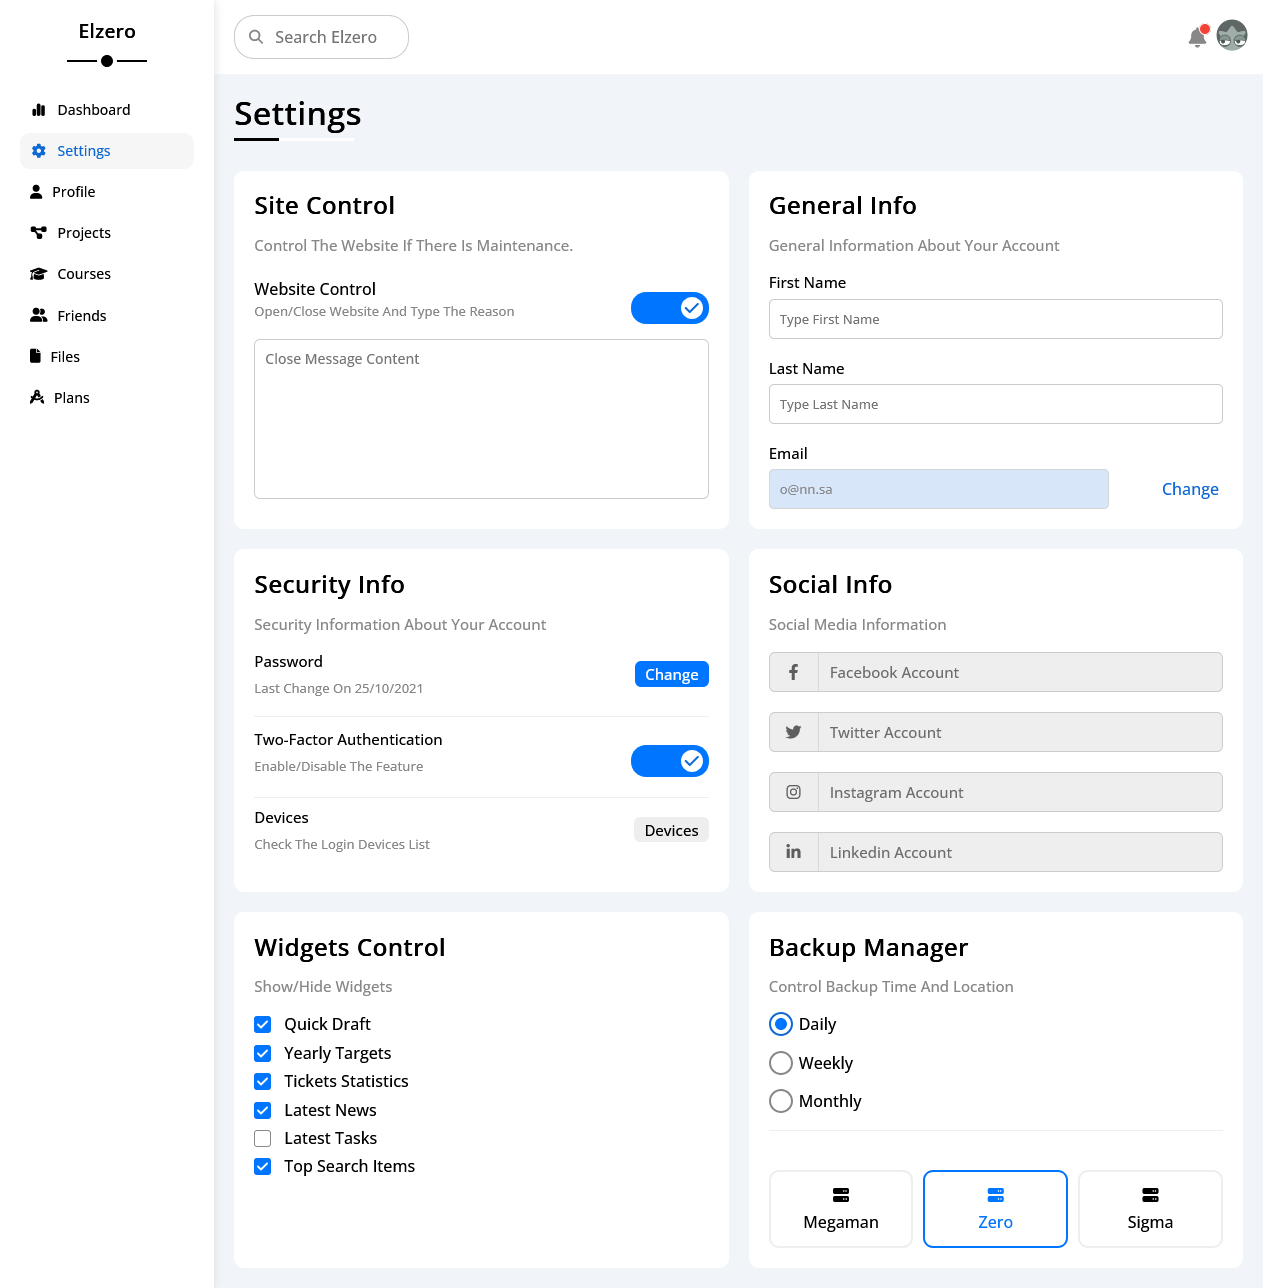 Elzero
Dashboard
Settings
Profile
Projects
Courses
Friends
Files
Plans
Search Elzero
Settings
Site Control
Control The Website If There Is Maintenance.
Website Control
Open/Close Website And Type The Reason
Close Message Content
General Info
General Information About Your Account
First Name
Type First Name
Last Name
Type Last Name
Email
o@nn.sa
Change
Security Info
Security Information About Your Account
Password
Last Change On 25/10/2021
Change
Two-Factor Authentication
Enable/Disable The Feature
Devices
Check The Login Devices List
Devices
Social Info
Social Media Information
Facebook Account
Twitter Account
Instagram Account
Linkedin Account
Widgets Control
Show/Hide Widgets
Quick Draft
Yearly Targets
Tickets Statistics
Latest News
Latest Tasks
Top Search Items
Backup Manager
Control Backup Time And Location
Daily
Weekly
Monthly
Megaman
Zero
Sigma